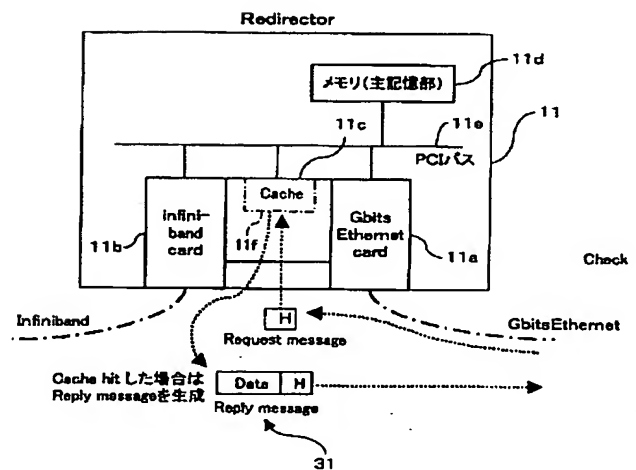 Redirector
メモリ(主記憶部)
11d
11c
11e
11
PCIバス
Cache
infini-
band
card
11f
Gbits
Ethernet
card
11b
11a
Check
Infiniband
H
GbitsEthernet
Request message
Cache hit した場合は
Reply messageを生成
Data
H
Reply message
31